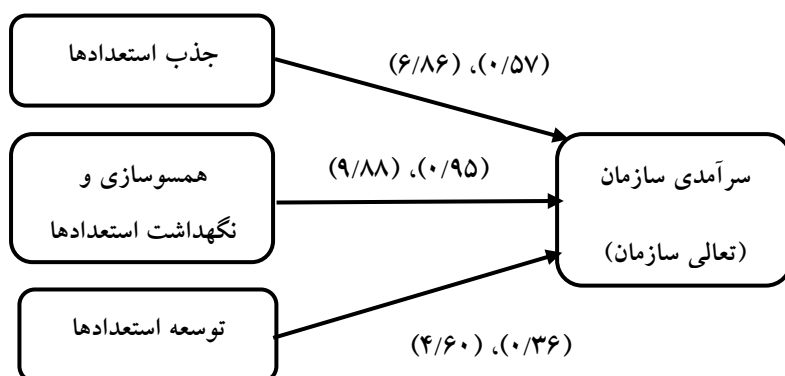 جذب استعدادها
(۰/۵۷)، (۶/۸۶)
همسوسازی و
نگهداشت استعدادها
(۰/۹۵)، (۹/۸۸)
سرآمدی سازمان
(تعالی سازمان)
توسعه استعدادها
(۰/۳۶)، (۴/۶۰)